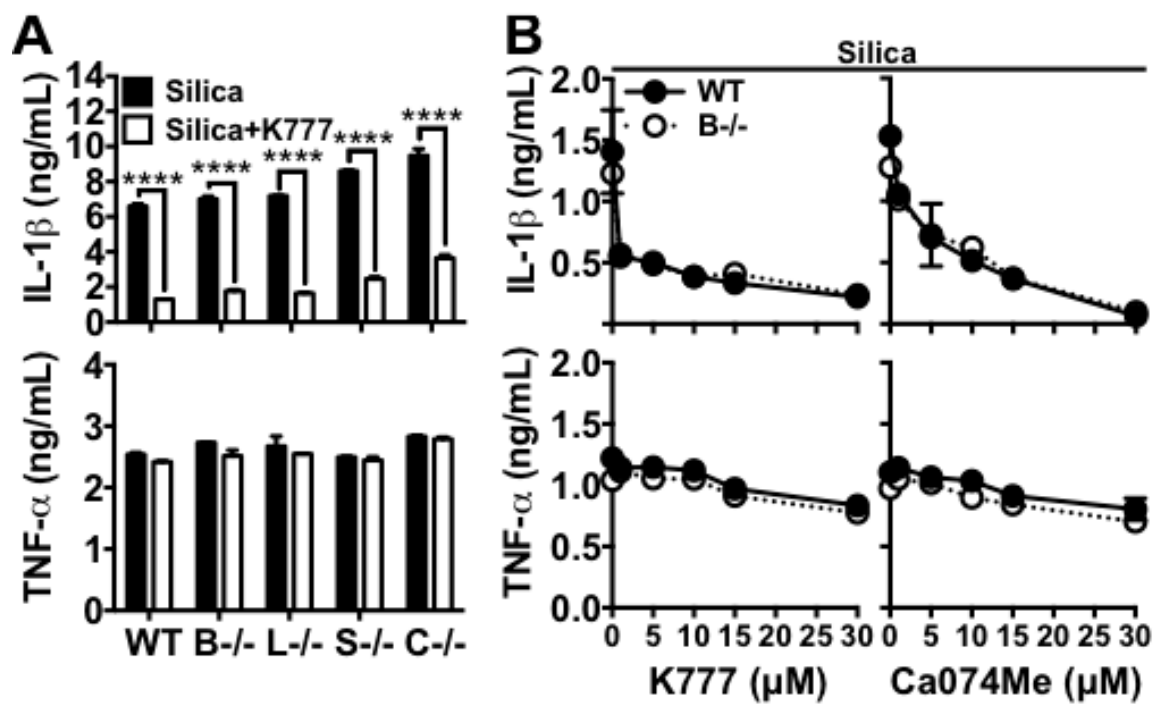 A
IL-1β (ng/mL)
14
12
10
8
6
4
2
0
Silica
Silica+K777
****
****
****
****
****
TNF-α (ng/mL)
4
3
2
1
0
WT B-/- L-/- S-/- C-/-
B
Silica
IL-1β (ng/mL)
2.0
1.5
1.0
0.5
WT
B-/-
TNF-α (ng/mL)
2.0
1.5
1.0
0.5
0.0
0 5 10 15 20 25 30
K777 (µM)
0 5 10 15 20 25 30
Ca074Me (µM)